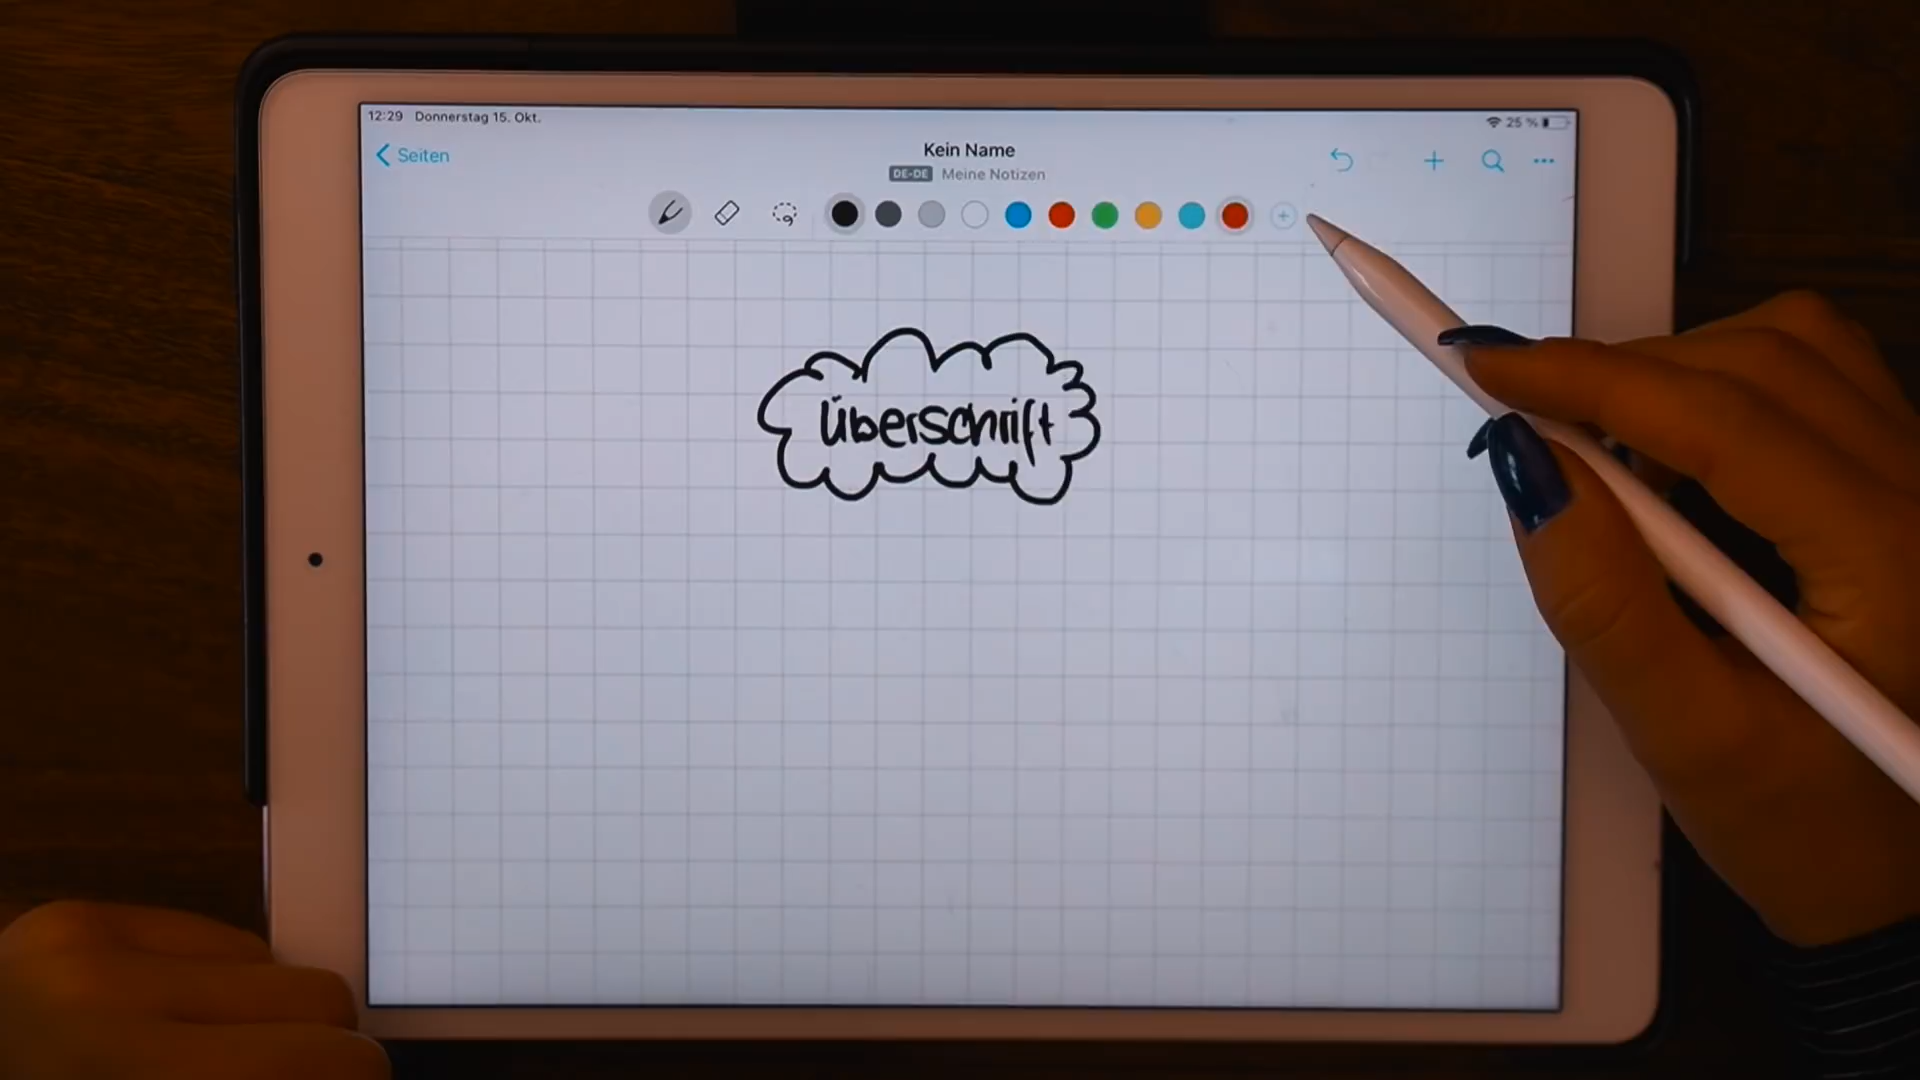 12:29 Donnerstag 15. Okt.
25 %
Seiten
Kein Name
DE-DE Meine Notizen
Überschrift